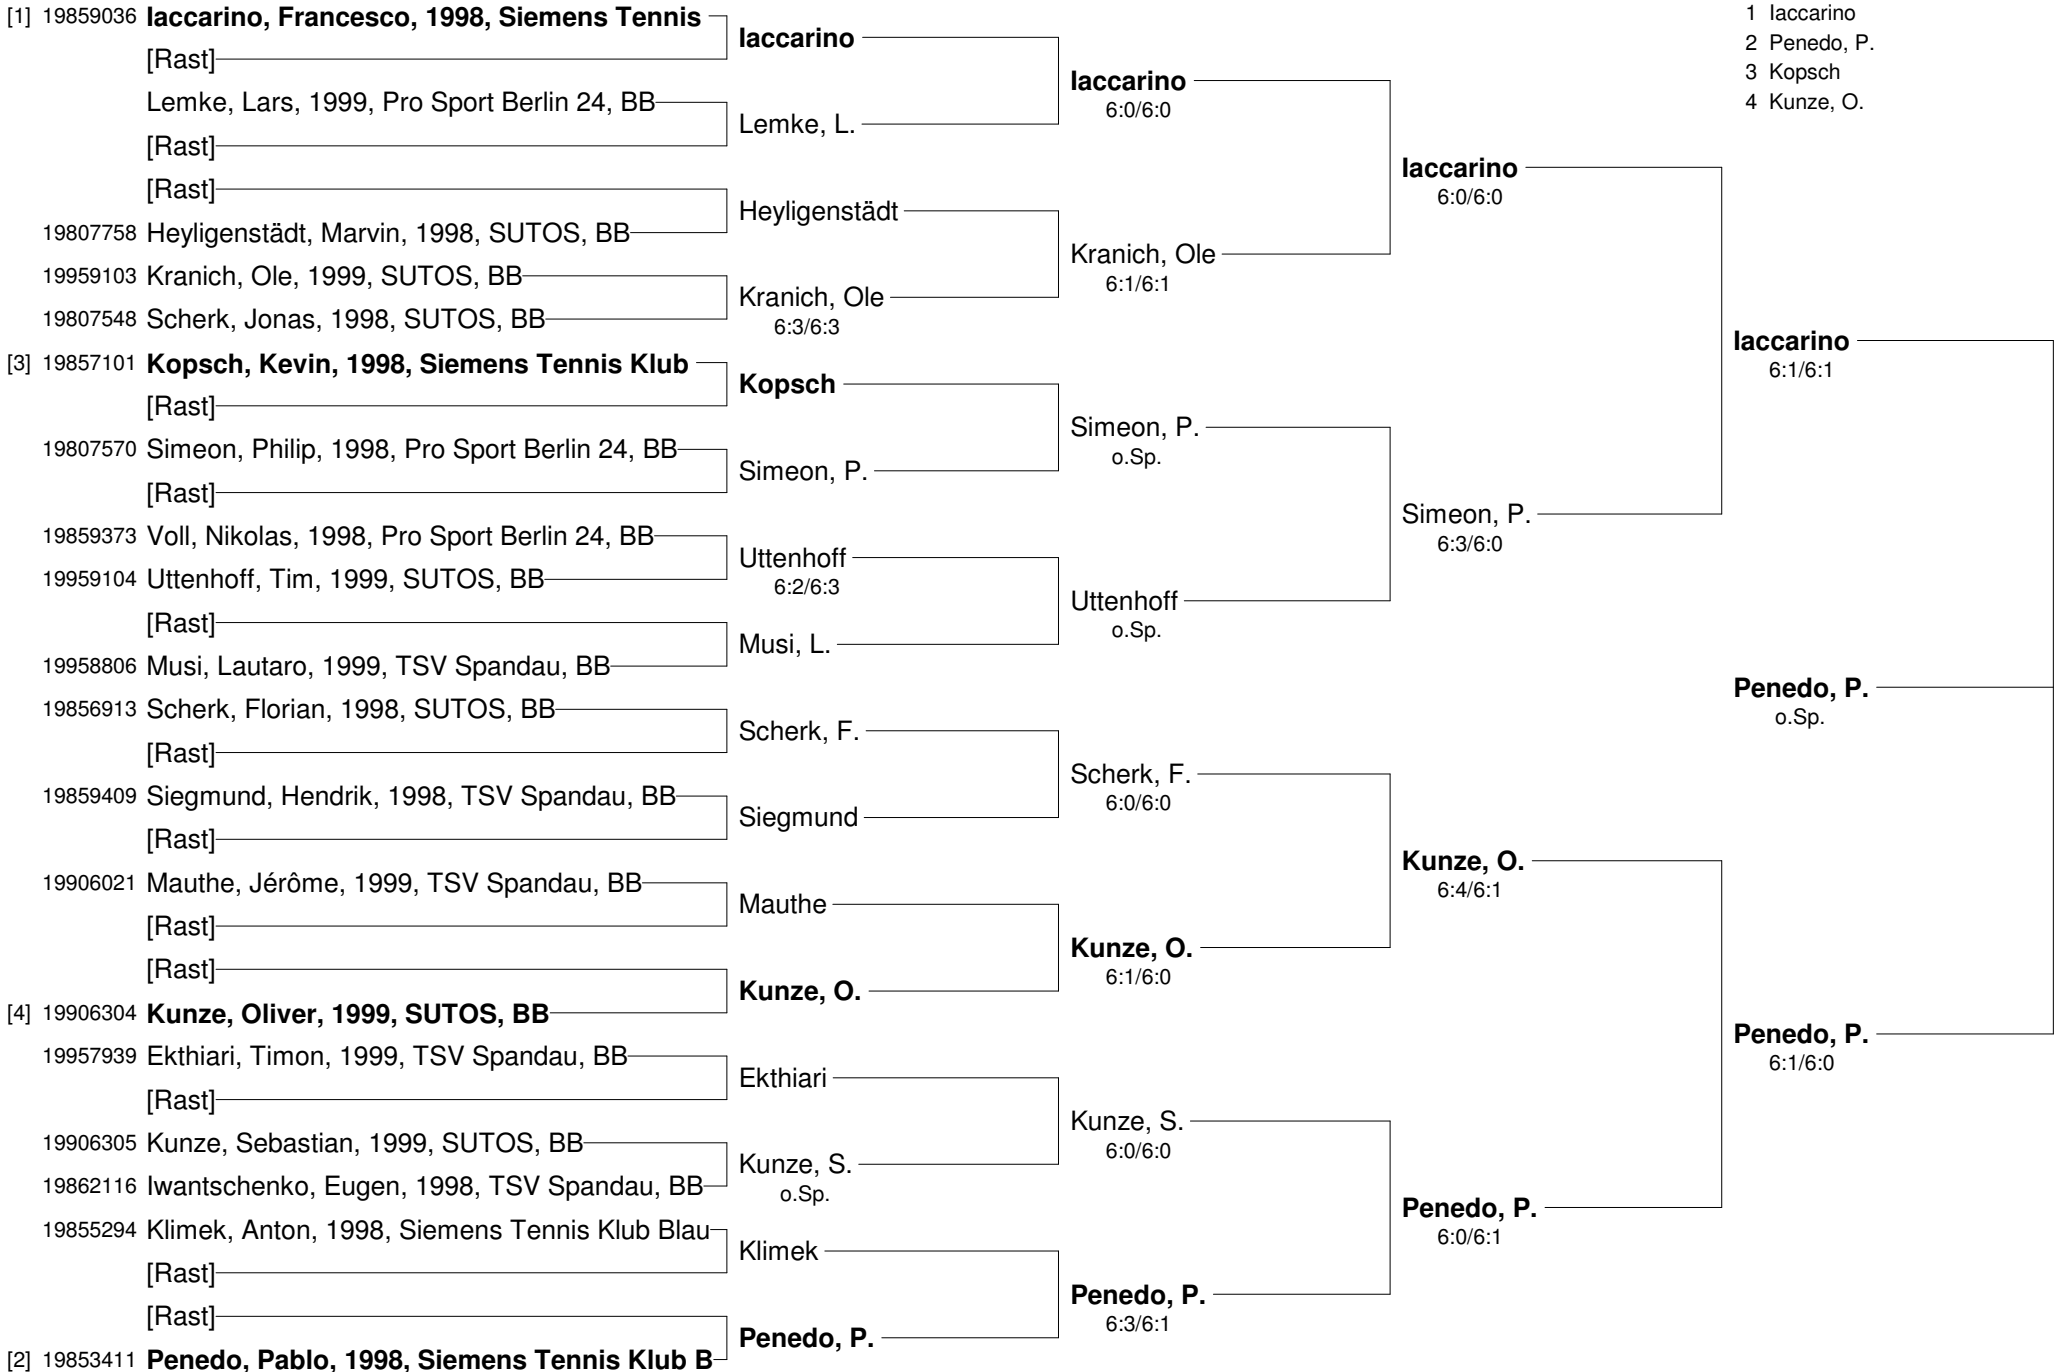 [1] 19859036 Iaccarino, Francesco, 1998, Siemens Tennis
[Rast]
Lemke, Lars, 1999, Pro Sport Berlin 24, BB
[Rast]
[Rast]
19807758 Heyligenstädt, Marvin, 1998, SUTOS, BB
19959103 Kranich, Ole, 1999, SUTOS, BB
19807548 Scherk, Jonas, 1998, SUTOS, BB
[3] 19857101 Kopsch, Kevin, 1998, Siemens Tennis Klub
[Rast]
19807570 Simeon, Philip, 1998, Pro Sport Berlin 24, BB
[Rast]
19859373 Voll, Nikolas, 1998, Pro Sport Berlin 24, BB
19959104 Uttenhoff, Tim, 1999, SUTOS, BB
[Rast]
19958806 Musi, Lautaro, 1999, TSV Spandau, BB
19856913 Scherk, Florian, 1998, SUTOS, BB
[Rast]
19859409 Siegmund, Hendrik, 1998, TSV Spandau, BB
[Rast]
19906021 Mauthe, Jérôme, 1999, TSV Spandau, BB
[Rast]
[Rast]
[4] 19906304 Kunze, Oliver, 1999, SUTOS, BB
19957939 Ekthiari, Timon, 1999, TSV Spandau, BB
[Rast]
19906305 Kunze, Sebastian, 1999, SUTOS, BB
19862116 Iwantschenko, Eugen, 1998, TSV Spandau, BB
19855294 Klimek, Anton, 1998, Siemens Tennis Klub Blau
[Rast]
[Rast]
[2] 19853411 Penedo, Pablo, 1998, Siemens Tennis Klub B
Iaccarino
Lemke, L.
Heyligenstädt
Kranich, Ole
6:3/6:3
Kopsch
Simeon, P.
Uttenhoff
6:2/6:3
Musi, L.
Scherk, F.
Siegmund
Mauthe
Kunze, O.
Ekthiari
Kunze, S.
o.Sp.
Klimek
Penedo, P.
Iaccarino
6:0/6:0
Kranich, Ole
6:1/6:1
Simeon, P.
o.Sp.
Uttenhoff
o.Sp.
Scherk, F.
6:0/6:0
Kunze, O.
6:1/6:0
Kunze, S.
6:0/6:0
Penedo, P.
6:3/6:1
Iaccarino
6:0/6:0
Simeon, P.
6:3/6:0
Kunze, O.
6:4/6:1
Penedo, P.
6:0/6:1
Iaccarino
6:1/6:1
Penedo, P.
o.Sp.
Penedo, P.
6:1/6:0
1 Iaccarino
2 Penedo, P.
3 Kopsch
4 Kunze, O.